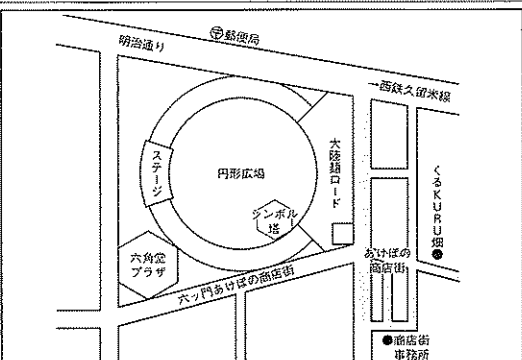 〒郵便局
明治通り
→西鉄久留米線
ステージ
円形広場
大陸麺ロード
シンボル
塔
くるKURU畑
六角堂
プラザ
あけぼの
商店街
六ッ門あけぼの商店街
商店街
事務所